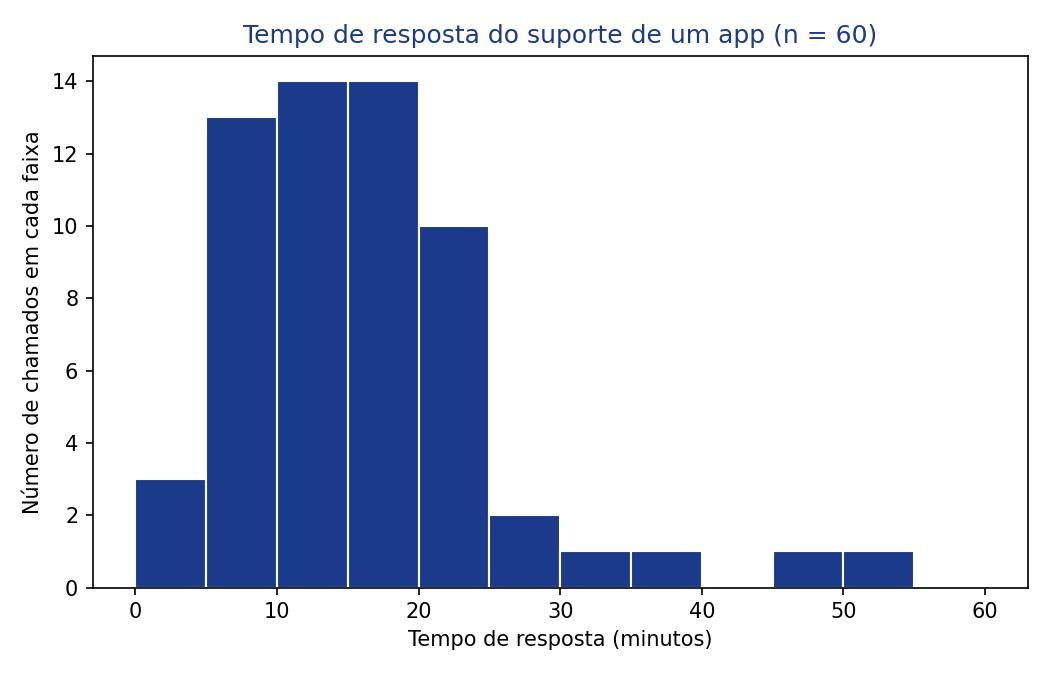 Tempo de resposta do suporte de um app (n = 60)
Número de chamados em cada faixa
14
12
10
8
6
4
2
0
0 10 20 30 40 50 60
Tempo de resposta (minutos)